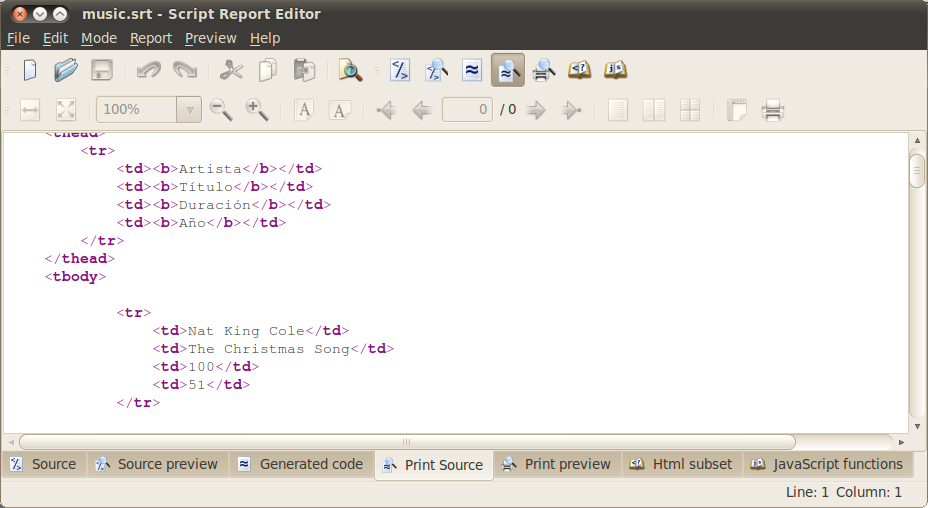 music.srt - Script Report Editor
File Edit Mode Report Preview Help
100% 0 / 0
<thead>
<tr>
<td><b>Artista</b></td>
<td><b>Título</b></td>
<td><b>Duración</b></td>
<td><b>Año</b></td>
</tr>
</thead>
<tbody>
<tr>
<td>Nat King Cole</td>
<td>The Christmas Song</td>
<td>100</td>
<td>51</td>
</tr>
Source Source preview Generated code Print Source Print preview Html subset JavaScript functions
Line: 1 Column: 1